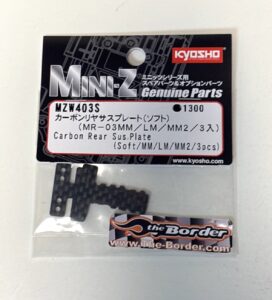 KYOSHO
MINI-Z
ミニッツシリーズ用
スペアパーツ&オプションパーツ
Genuine Parts
MZW403S
●1300
カーボンリヤサスプレート(ソフト)
(MR-03MM/LM/MM2/3入)
Carbon Rear Sus.Plate
(Soft/MM/LM/MM2/3pcs)
www.kyosho.com
the Border
www.the-Border.com